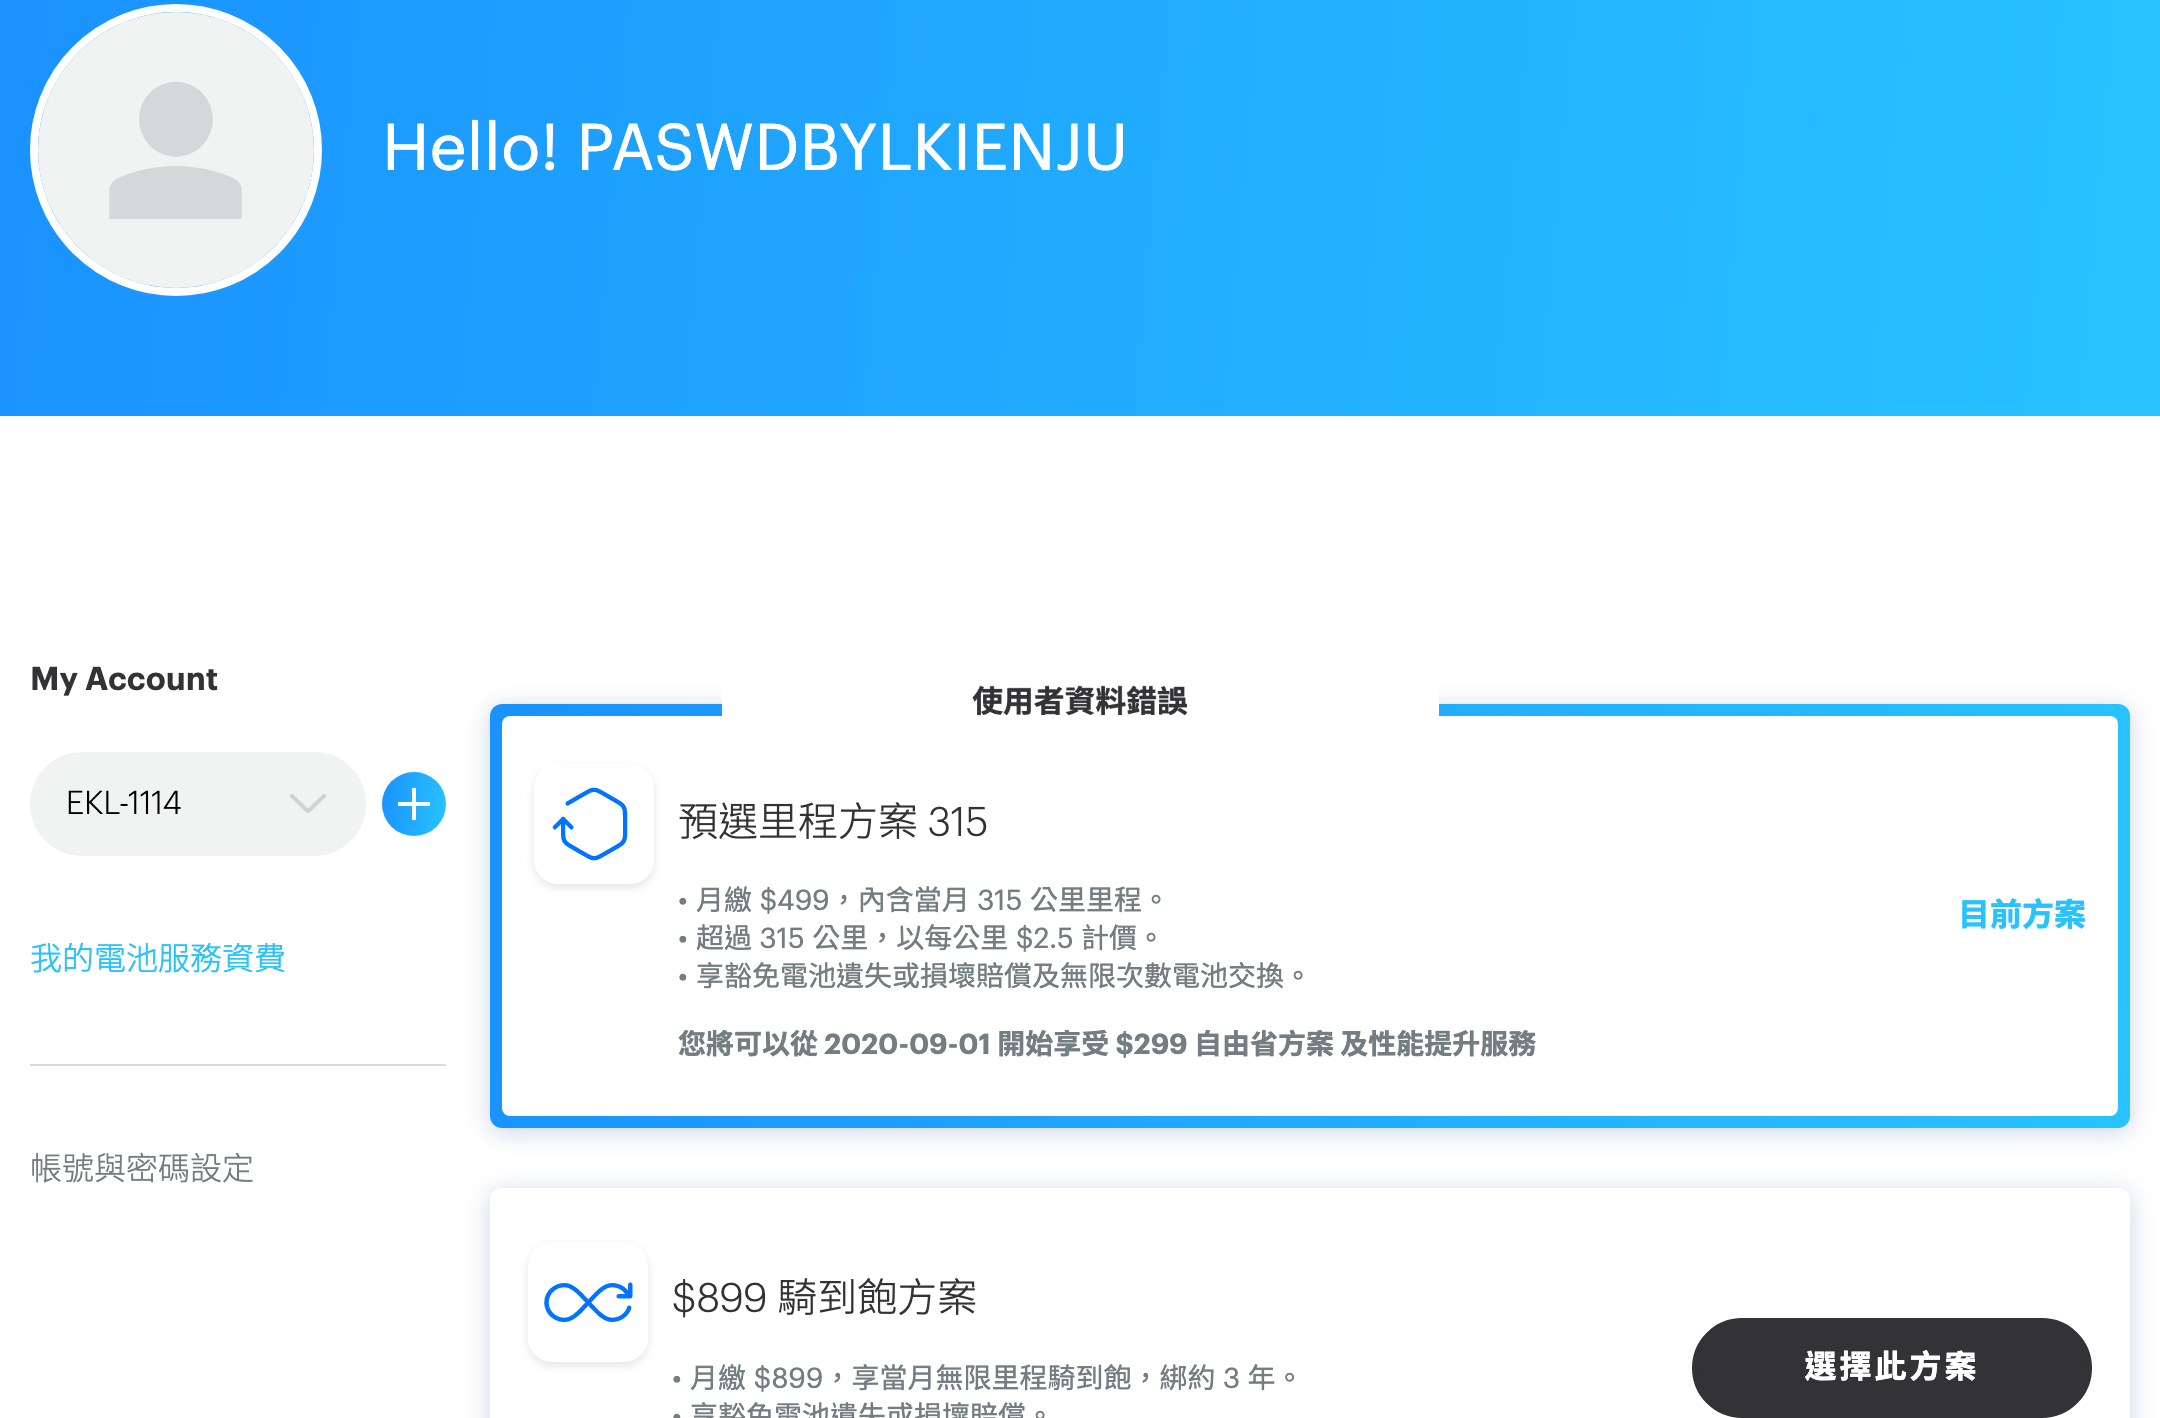 Hello! PASWDBYLKIENJU
My Account
EKL-1114
我的電池服務資費
帳號與密碼設定
使用者資料錯誤
預選里程方案 315
• 月繳 $499，內含當月 315 公里里程。
• 超過 315 公里，以每公里 $2.5 計價。
• 享豁免電池遺失或損壞賠償及無限次數電池交換。
您將可以從 2020-09-01 開始享受 $299 自由省方案 及性能提升服務
目前方案
$899 騎到飽方案
• 月繳 $899，享當月無限里程騎到飽，綁約 3 年。
• 享豁免電池遺失或損壞賠償。
選擇此方案